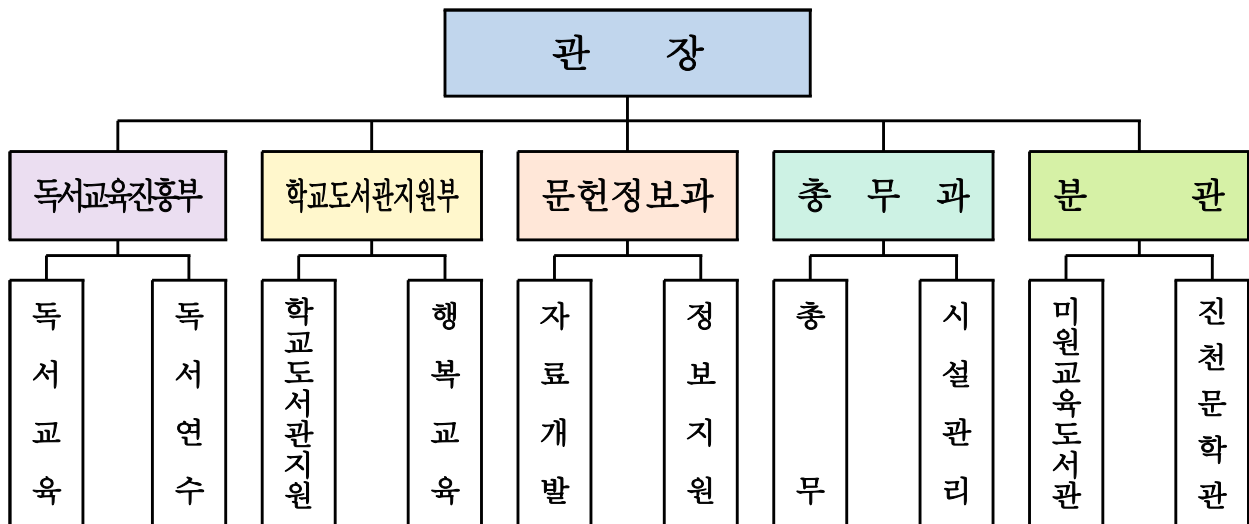 관 장
독서교육진흥부
학교도서관지원부
문헌정보과
총 무 과
분 관
독서교육
독서연수
학교도서관지원
행복교육
자료개발
정보지원
총무
시설관리
미원교육도서관
진천문학관